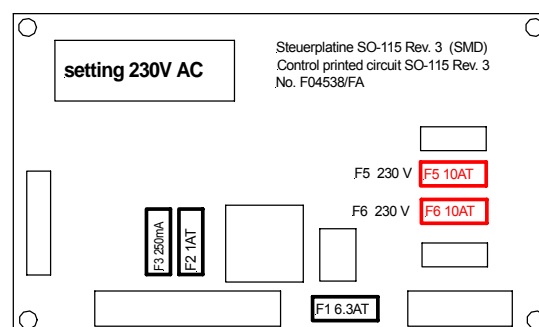 Steuerplatine SO-115 Rev. 3 (SMD)
setting 230V AC
Control printed circuit SO-115 Rev. 3
No. F04538/FA
F5 230 V
F5 10AT
F6 230 V
F6 10AT
F3 250mA
F2 1AT
F1 6.3AT